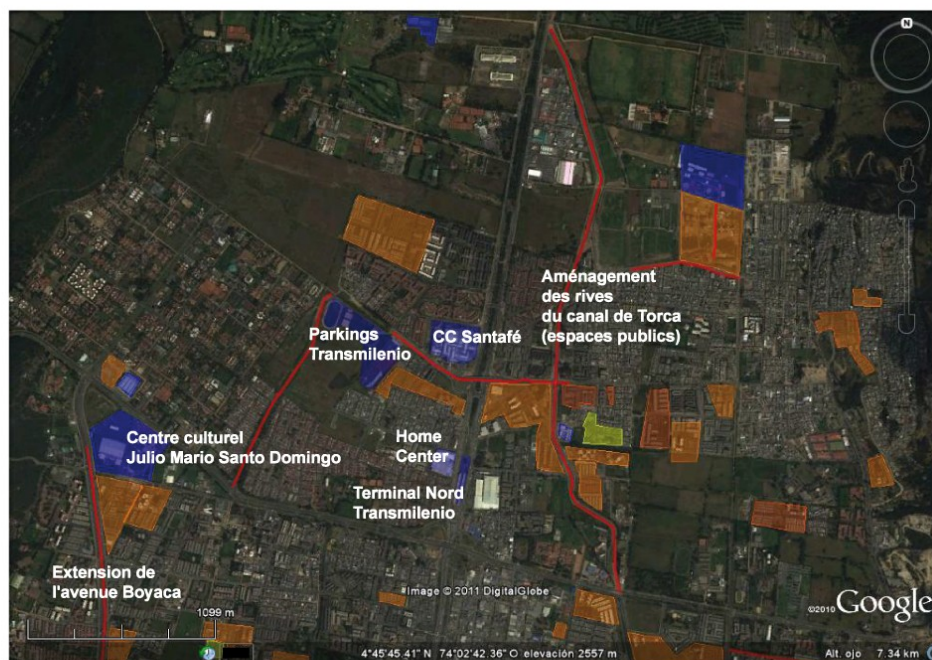 N
Aménagement
des rives
du canal de Torca
(espaces publics)
Parkings
Transmilenio
CC Santafé
Centre culturel
Julio Mario Santo Domingo
Home
Center
Terminal Nord
Transmilenio
Extension de
l'avenue Boyaca
1099 m
Image © 2011 DigitalGlobe
©2010 Google
4°45'45.41" N 74°02'42.36" O elevación 2557 m
Alt. ojo 7.34 km